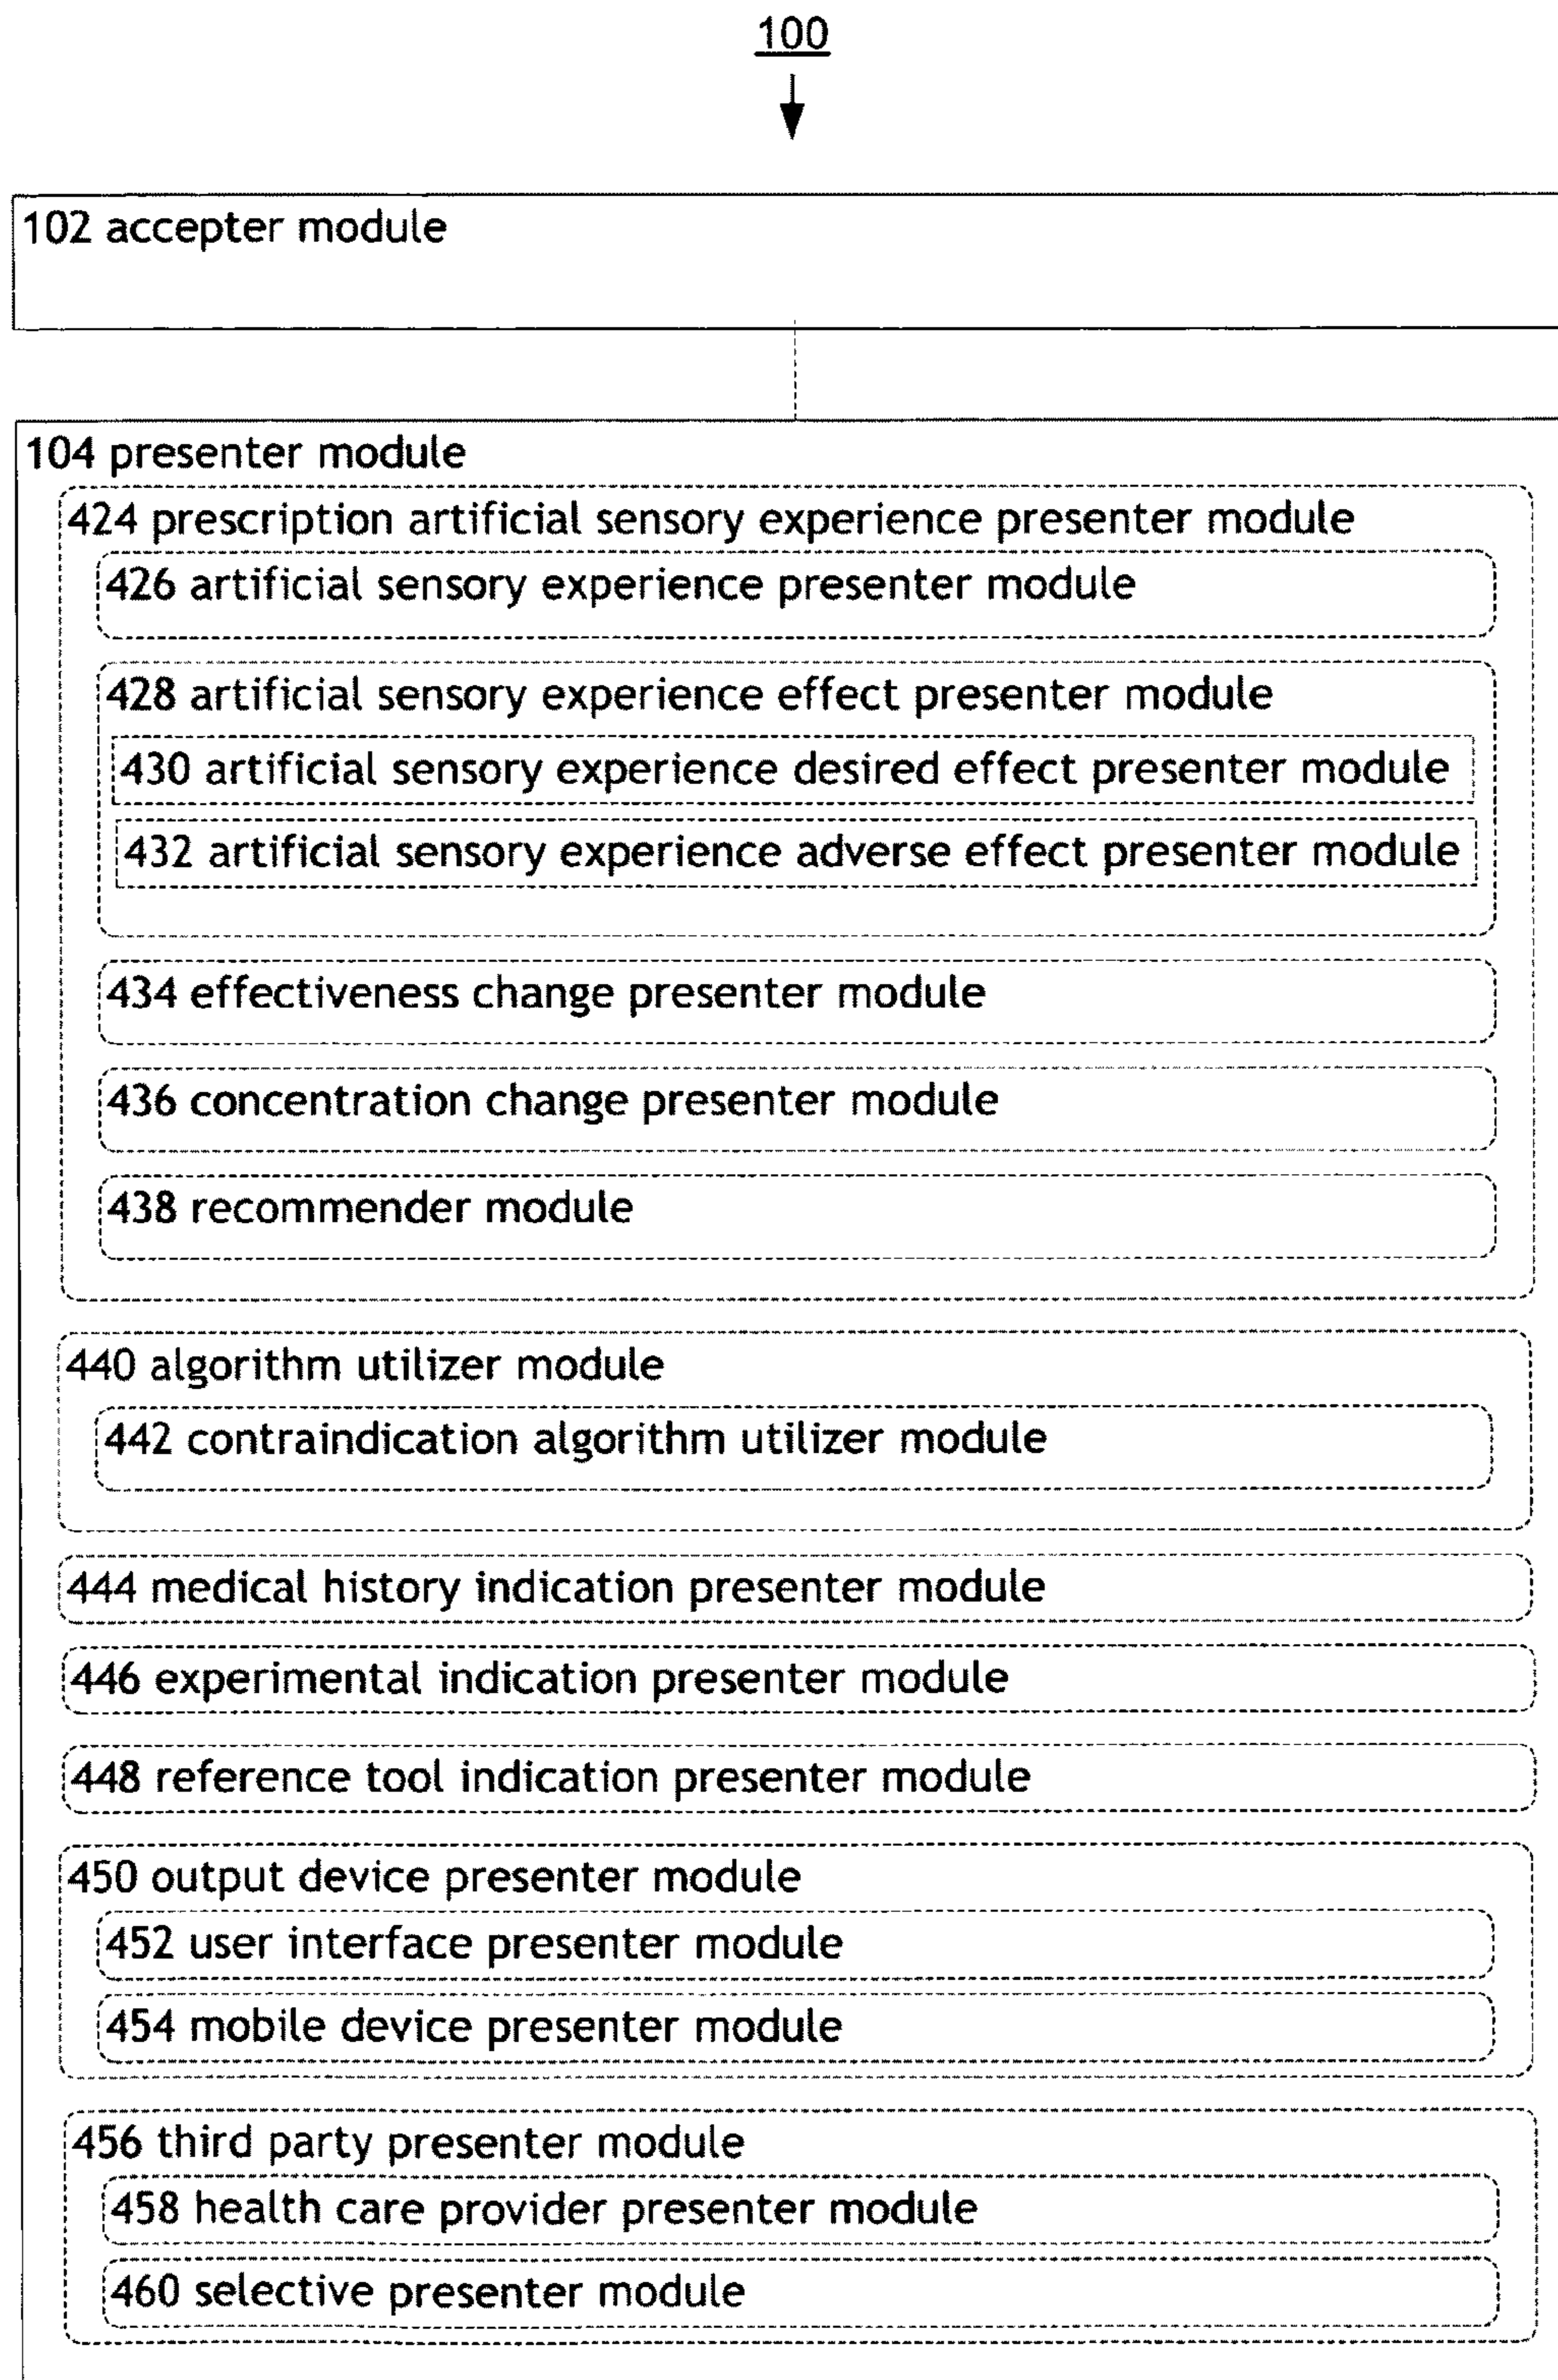 100
102 accepter module
104 presenter module
424 prescription artificial sensory experience presenter module
426 artificial sensory experience presenter module
428 artificial sensory experience effect presenter module
430 artificial sensory experience desired effect presenter module
432 artificial sensory experience adverse effect presenter module
434 effectiveness change presenter module
436 concentration change presenter module
438 recommender module
440 algorithm utilizer module
442 contraindication algorithm utilizer module
444 medical history indication presenter module
446 experimental indication presenter module
448 reference tool indication presenter module
450 output device presenter module
452 user interface presenter module
454 mobile device presenter module
456 third party presenter module
458 health care provider presenter module
460 selective presenter module